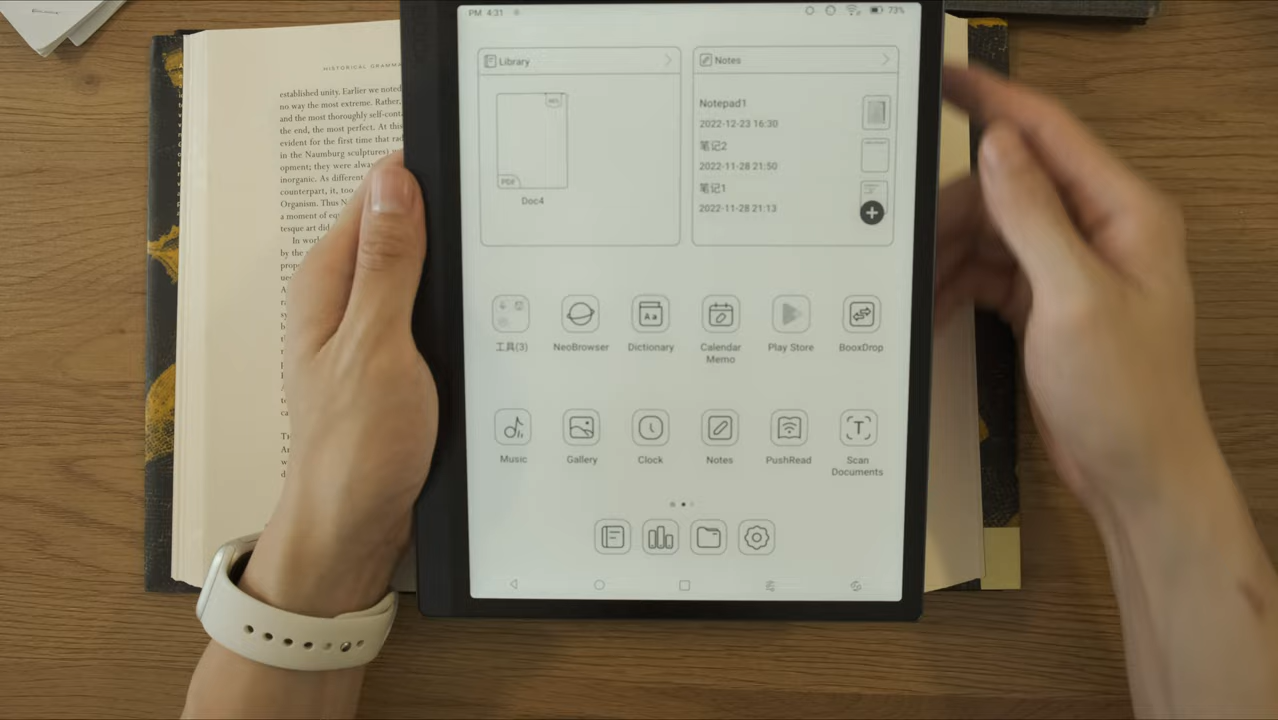 HISTORICAL GRAMMA
established unity. Earlier we noted
no way the most extreme. Rather,
and the most thoroughly self-cont
the end, the most perfect. At this
evident for the first time that rad
in the Naumburg sculptures)
opment; they were alway
inorganic. As different
counterpart, it, too
Organism. Thus N
a moment of
tesque art did
In
by the
PM 4:31
73%
Library
PDF
Doc4
Notes
Notepad1
2022-12-23 16:30
笔记2
2022-11-28 21:50
笔记1
2022-11-28 21:13
工具(3)
NeoBrowser
Dictionary
Calendar
Memo
Play Store
BooxDrop
Music
Gallery
Clock
Notes
PushRead
Scan
Documents